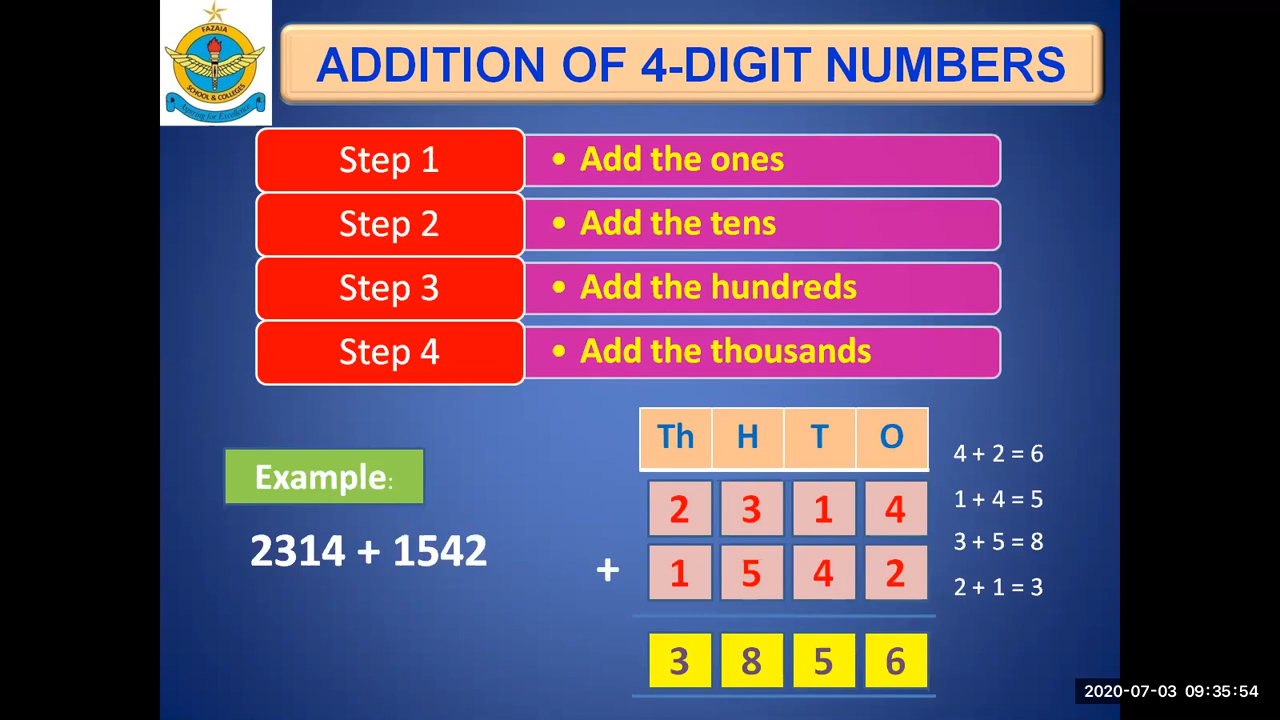 FAZAIA
SCHOOL & COLLEGES
Aspiring for Excellence
ADDITION OF 4-DIGIT NUMBERS
Step 1
• Add the ones
Step 2
• Add the tens
Step 3
• Add the hundreds
Step 4
• Add the thousands
Example:
2314 + 1542
Th H T O
2 3 1 4
+ 1 5 4 2
3 8 5 6
4 + 2 = 6
1 + 4 = 5
3 + 5 = 8
2 + 1 = 3
2020-07-03 09:35:54